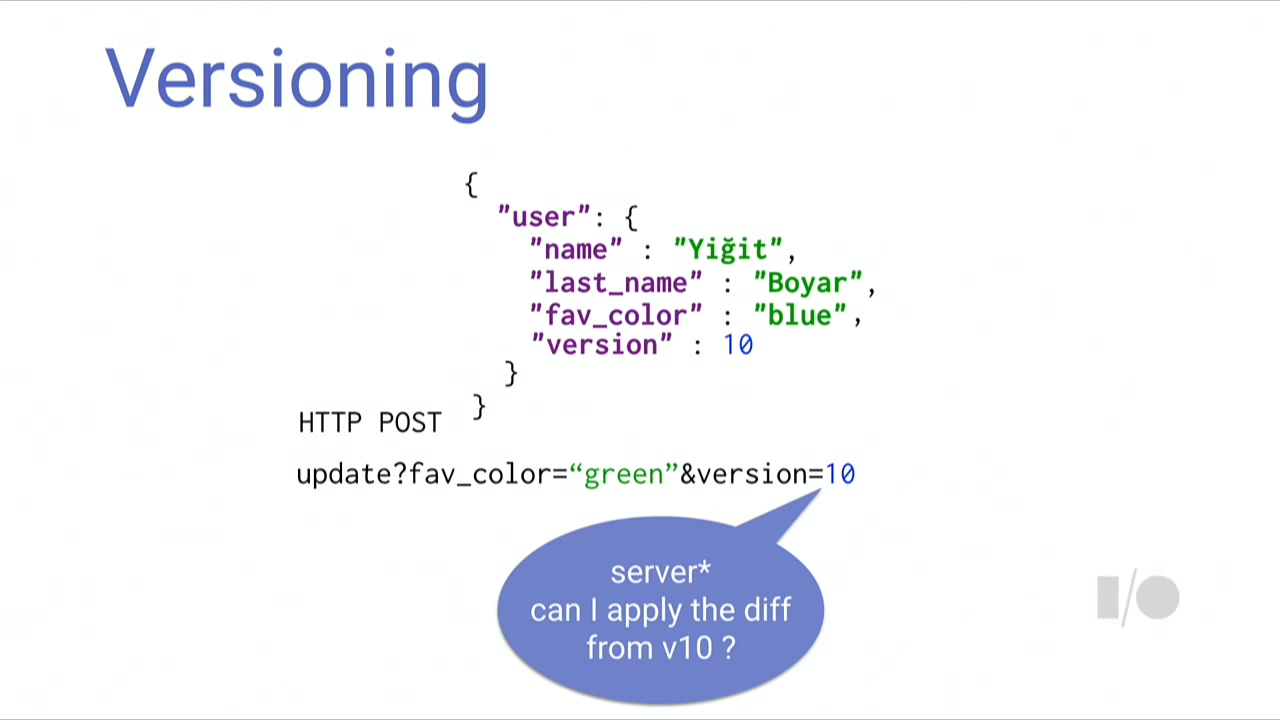 Versioning
{
"user": {
"name" : "Yiğit",
"last_name" : "Boyar",
"fav_color" : "blue",
"version" : 10
}
}
HTTP POST
update?fav_color=“green”&version=10
server*
can I apply the diff
from v10 ?
I/O